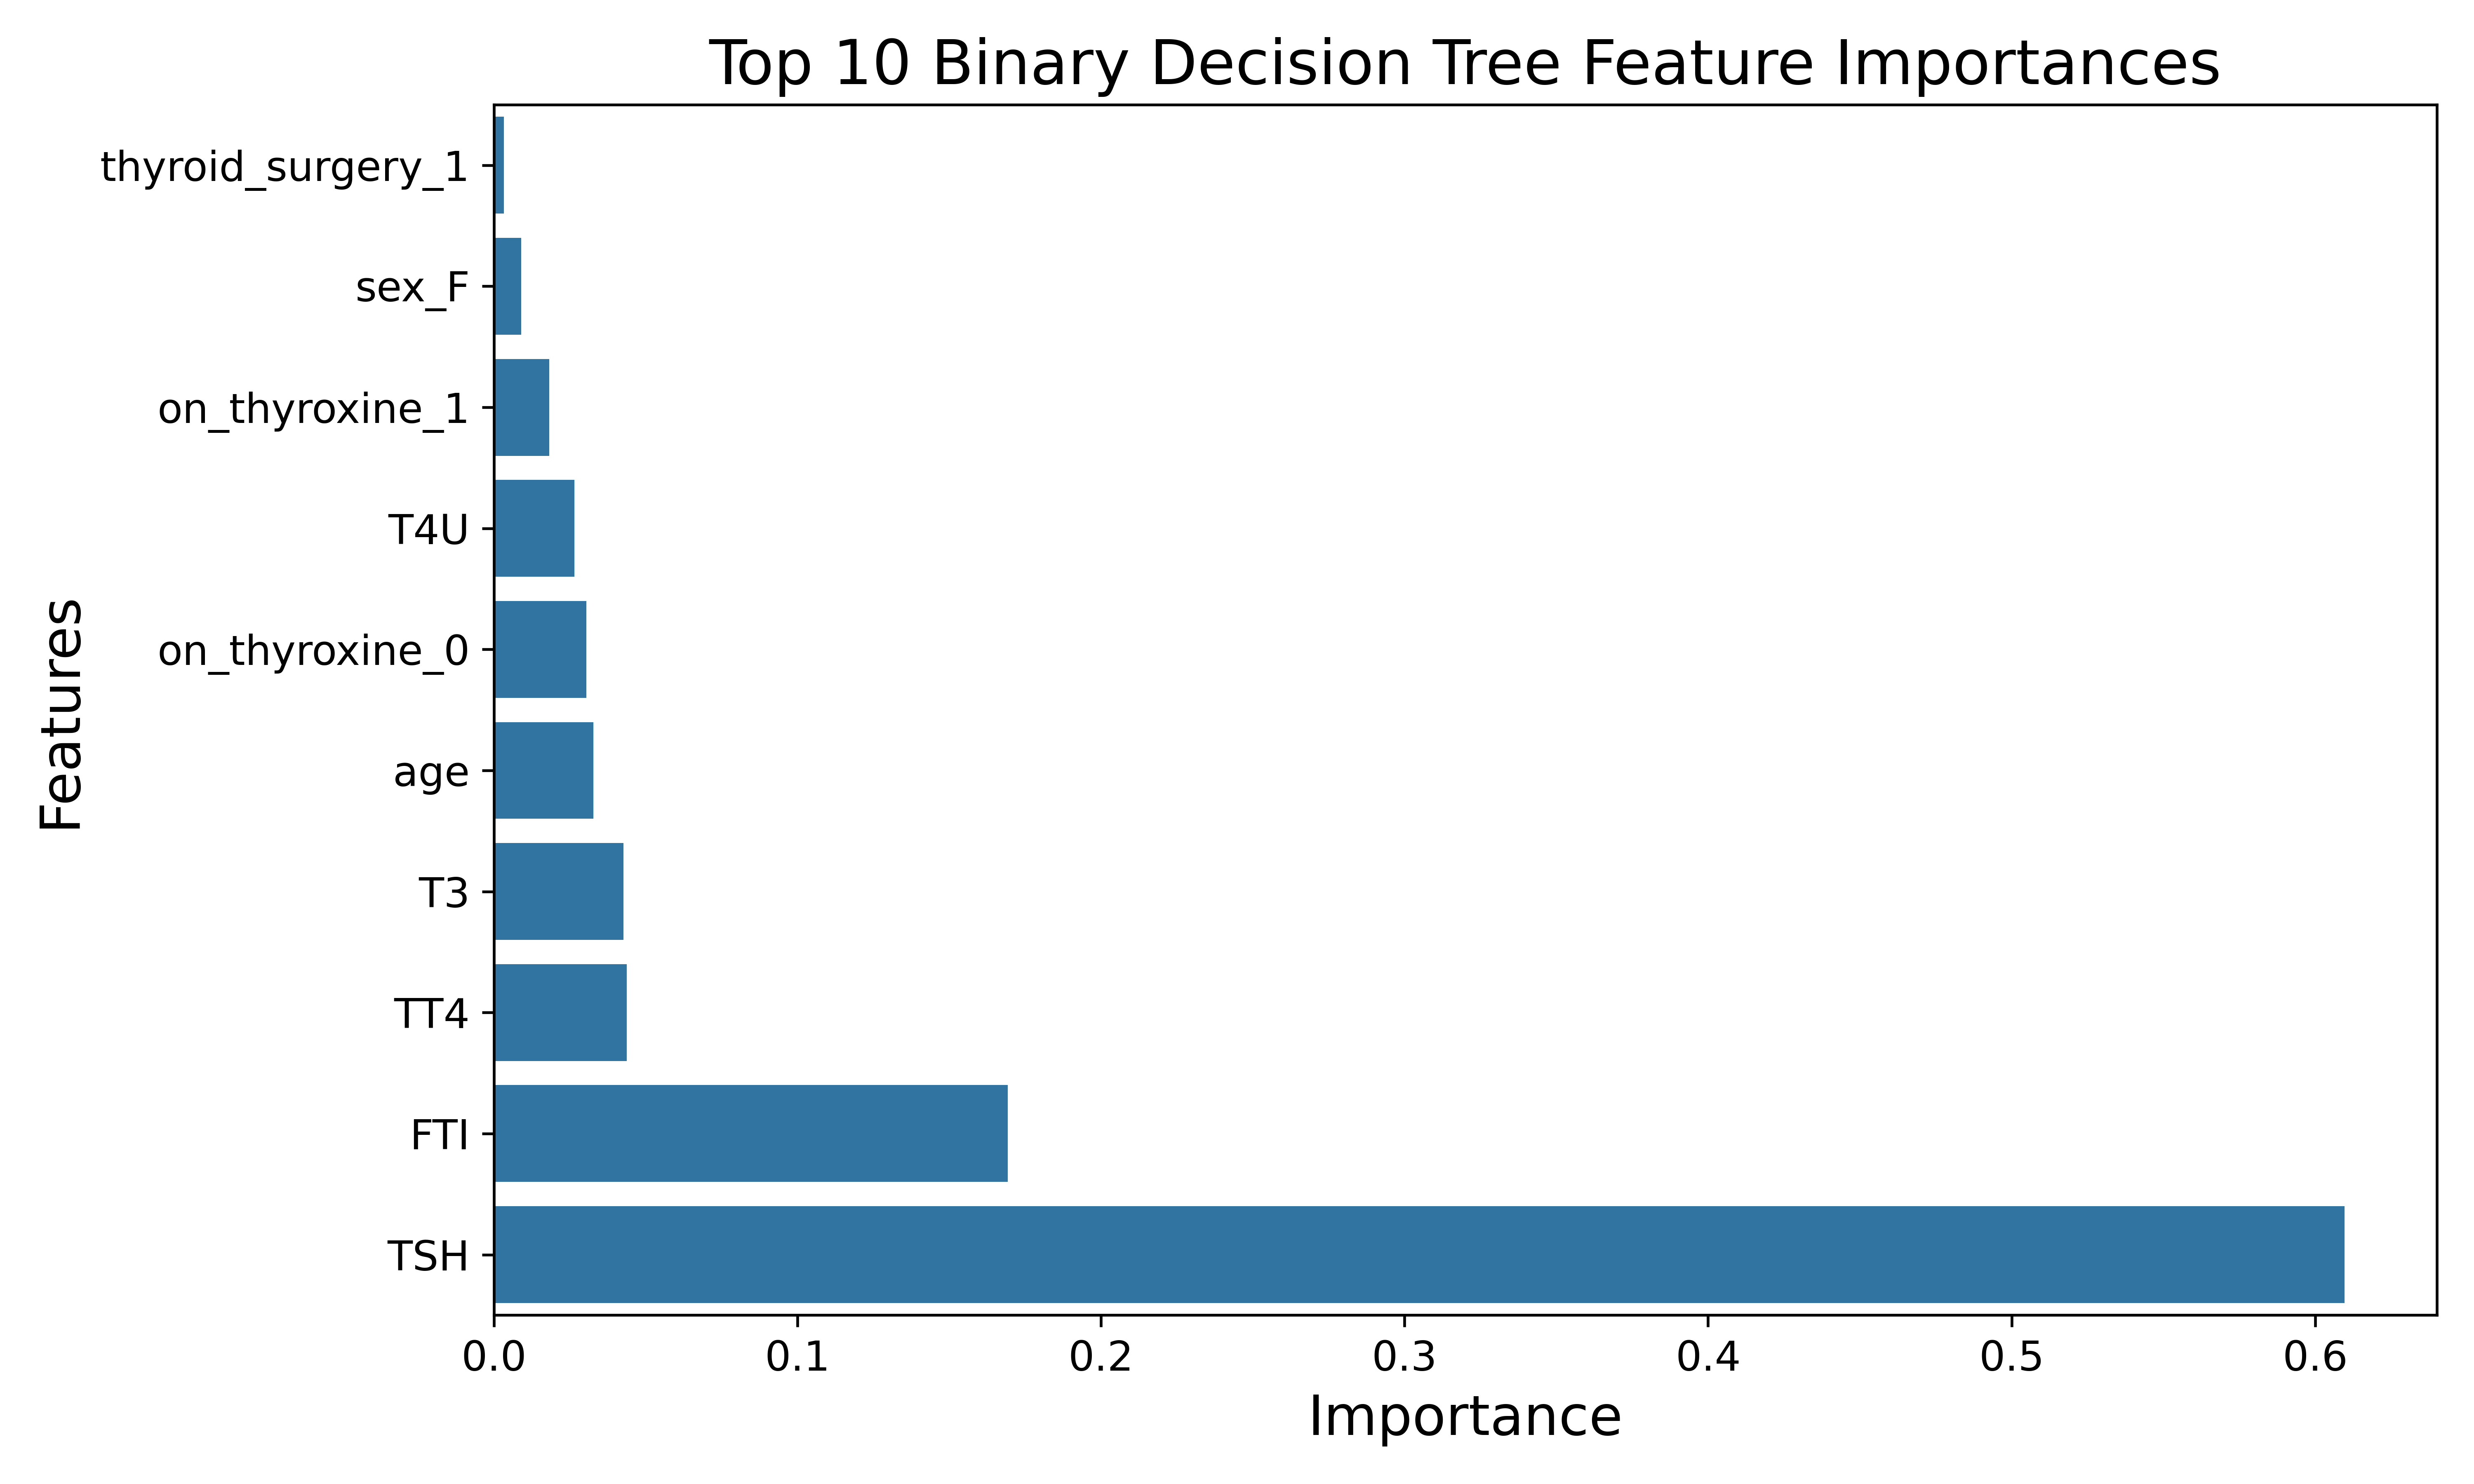 Top 10 Binary Decision Tree Feature Importances
thyroid_surgery_1
sex_F
on_thyroxine_1
T4U
on_thyroxine_0
age
T3
TT4
FTI
TSH
Features
0.0 0.1 0.2 0.3 0.4 0.5 0.6
Importance